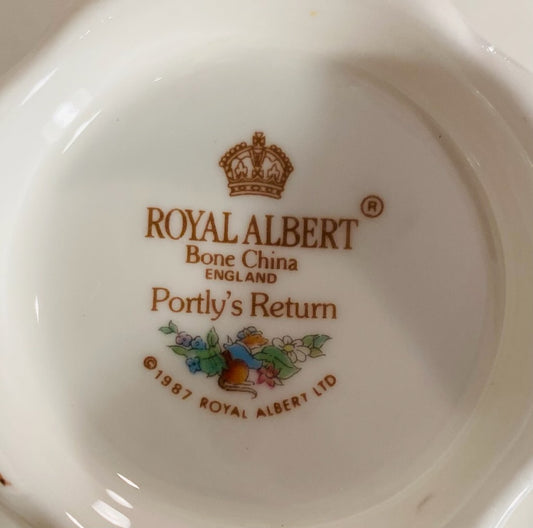 ROYAL ALBERT ®
Bone China
ENGLAND
Portly's Return
© 1987 ROYAL ALBERT LTD